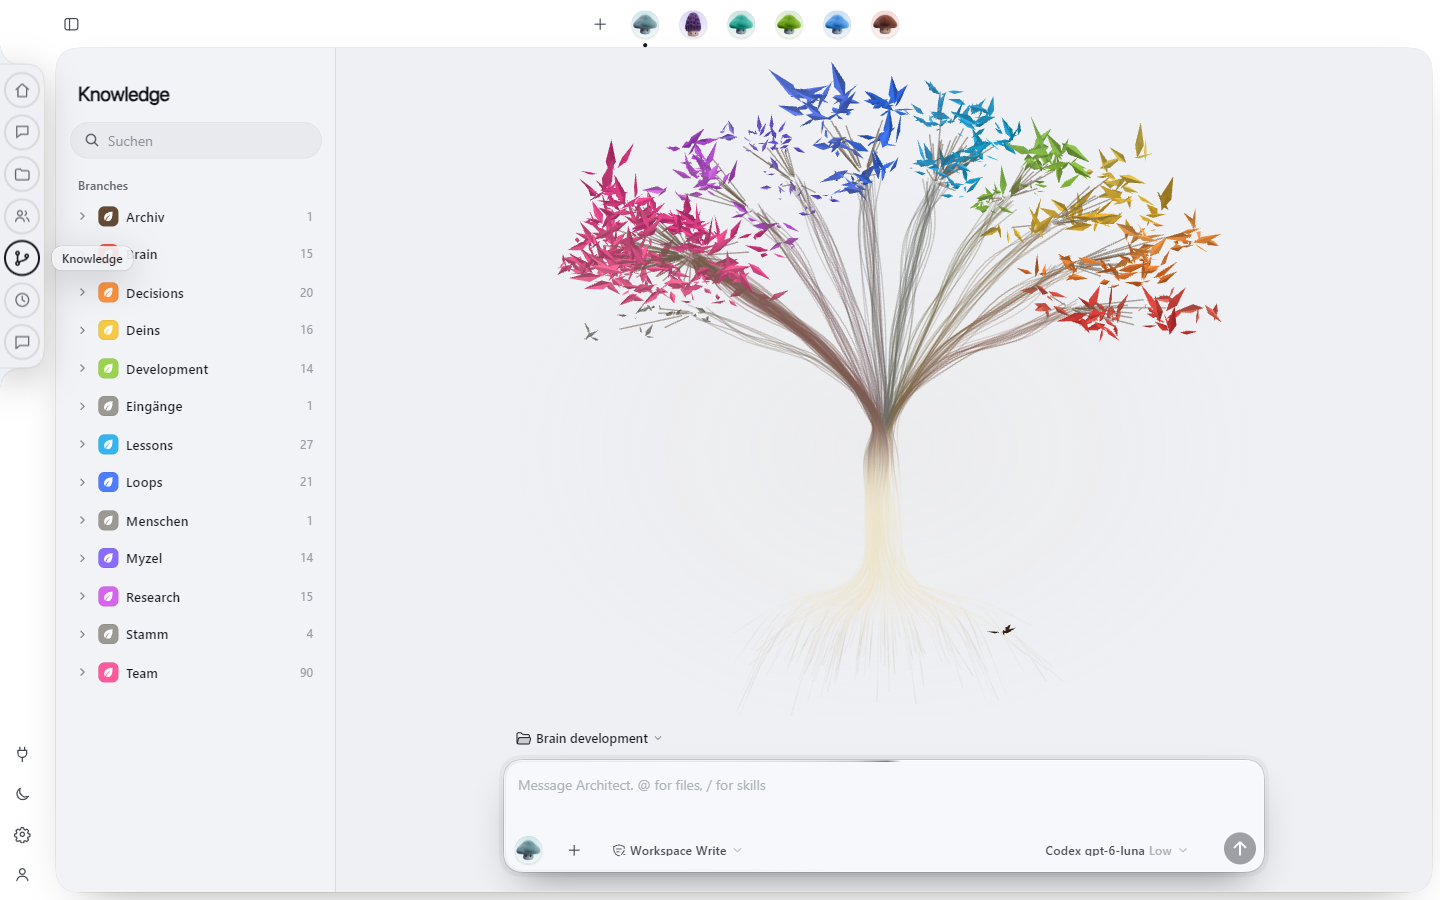 Knowledge
Suchen
Branches
Archiv 1
Brain 15
Knowledge
Decisions 20
Deins 16
Development 14
Eingänge 1
Lessons 27
Loops 21
Menschen 1
Myzel 14
Research 15
Stamm 4
Team 90
Brain development
Message Architect. @ for files, / for skills
Workspace Write
Codex gpt-6-luna Low